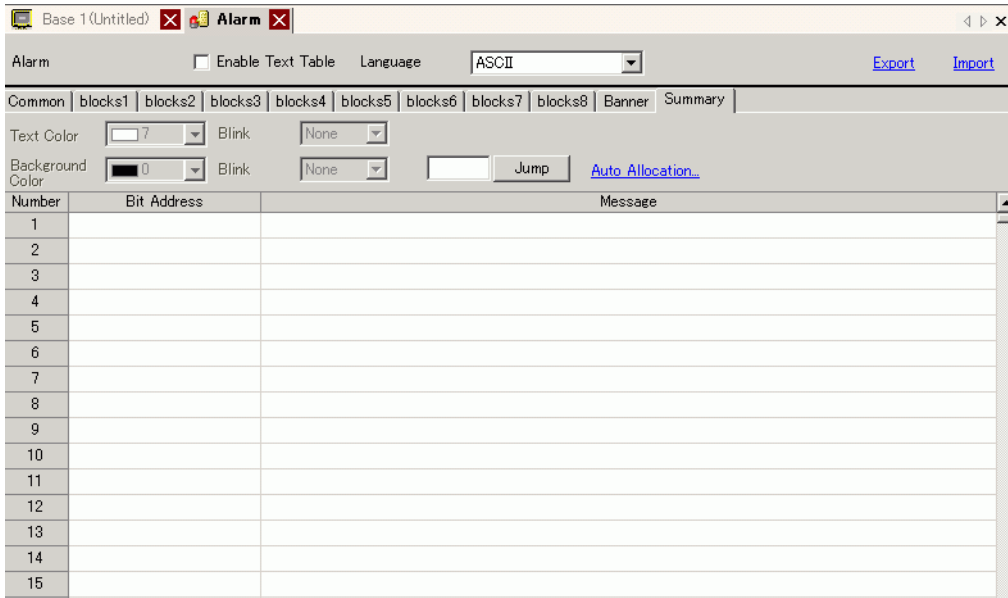 Base 1(Untitled) Alarm
Alarm Enable Text Table Language ASCII Export Import
Common blocks1 blocks2 blocks3 blocks4 blocks5 blocks6 blocks7 blocks8 Banner Summary
Text Color 7 Blink None
Background Color 0 Blink None Jump Auto Allocation...
Number Bit Address Message
1
2
3
4
5
6
7
8
9
10
11
12
13
14
15